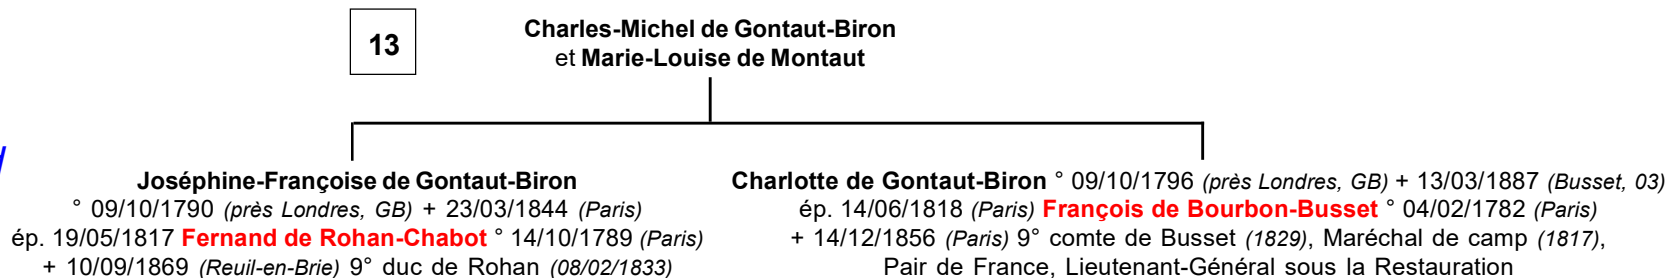 13
Charles-Michel de Gontaut-Biron
et Marie-Louise de Montaut
Joséphine-Françoise de Gontaut-Biron
° 09/10/1790 (près Londres, GB) + 23/03/1844 (Paris)
ép. 19/05/1817 Fernand de Rohan-Chabot ° 14/10/1789 (Paris)
+ 10/09/1869 (Reuil-en-Brie) 9° duc de Rohan (08/02/1833)
Charlotte de Gontaut-Biron ° 09/10/1796 (près Londres, GB) + 13/03/1887 (Busset, 03)
ép. 14/06/1818 (Paris) François de Bourbon-Busset ° 04/02/1782 (Paris)
+ 14/12/1856 (Paris) 9° comte de Busset (1829), Maréchal de camp (1817),
Pair de France, Lieutenant-Général sous la Restauration